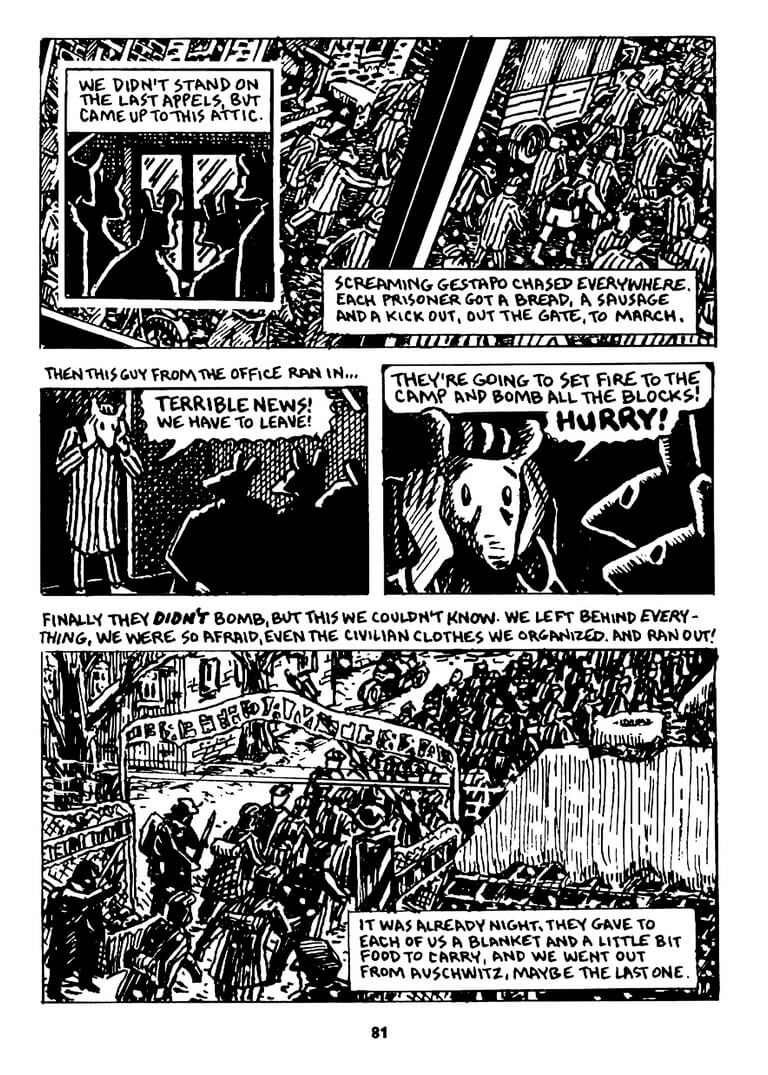 WE DIDN'T STAND ON
THE LAST APPELS, BUT
CAME UP TO THIS ATTIC.
SCREAMING GESTAPO CHASED EVERYWHERE.
EACH PRISONER GOT A BREAD, A SAUSAGE
AND A KICK OUT, OUT THE GATE, TO MARCH.
THEN THIS GUY FROM THE OFFICE RAN IN...
TERRIBLE NEWS!
WE HAVE TO LEAVE!
THEY'RE GOING TO SET FIRE TO THE
CAMP AND BOMB ALL THE BLOCKS!
HURRY!
FINALLY THEY DIDN'T BOMB, BUT THIS WE COULDN'T KNOW. WE LEFT BEHIND EVERY-
THING, WE WERE SO AFRAID, EVEN THE CIVILIAN CLOTHES WE ORGANIZED. AND RAN OUT!
IT WAS ALREADY NIGHT. THEY GAVE TO
EACH OF US A BLANKET AND A LITTLE BIT
FOOD TO CARRY, AND WE WENT OUT
FROM AUSCHWITZ, MAYBE THE LAST ONE.
81